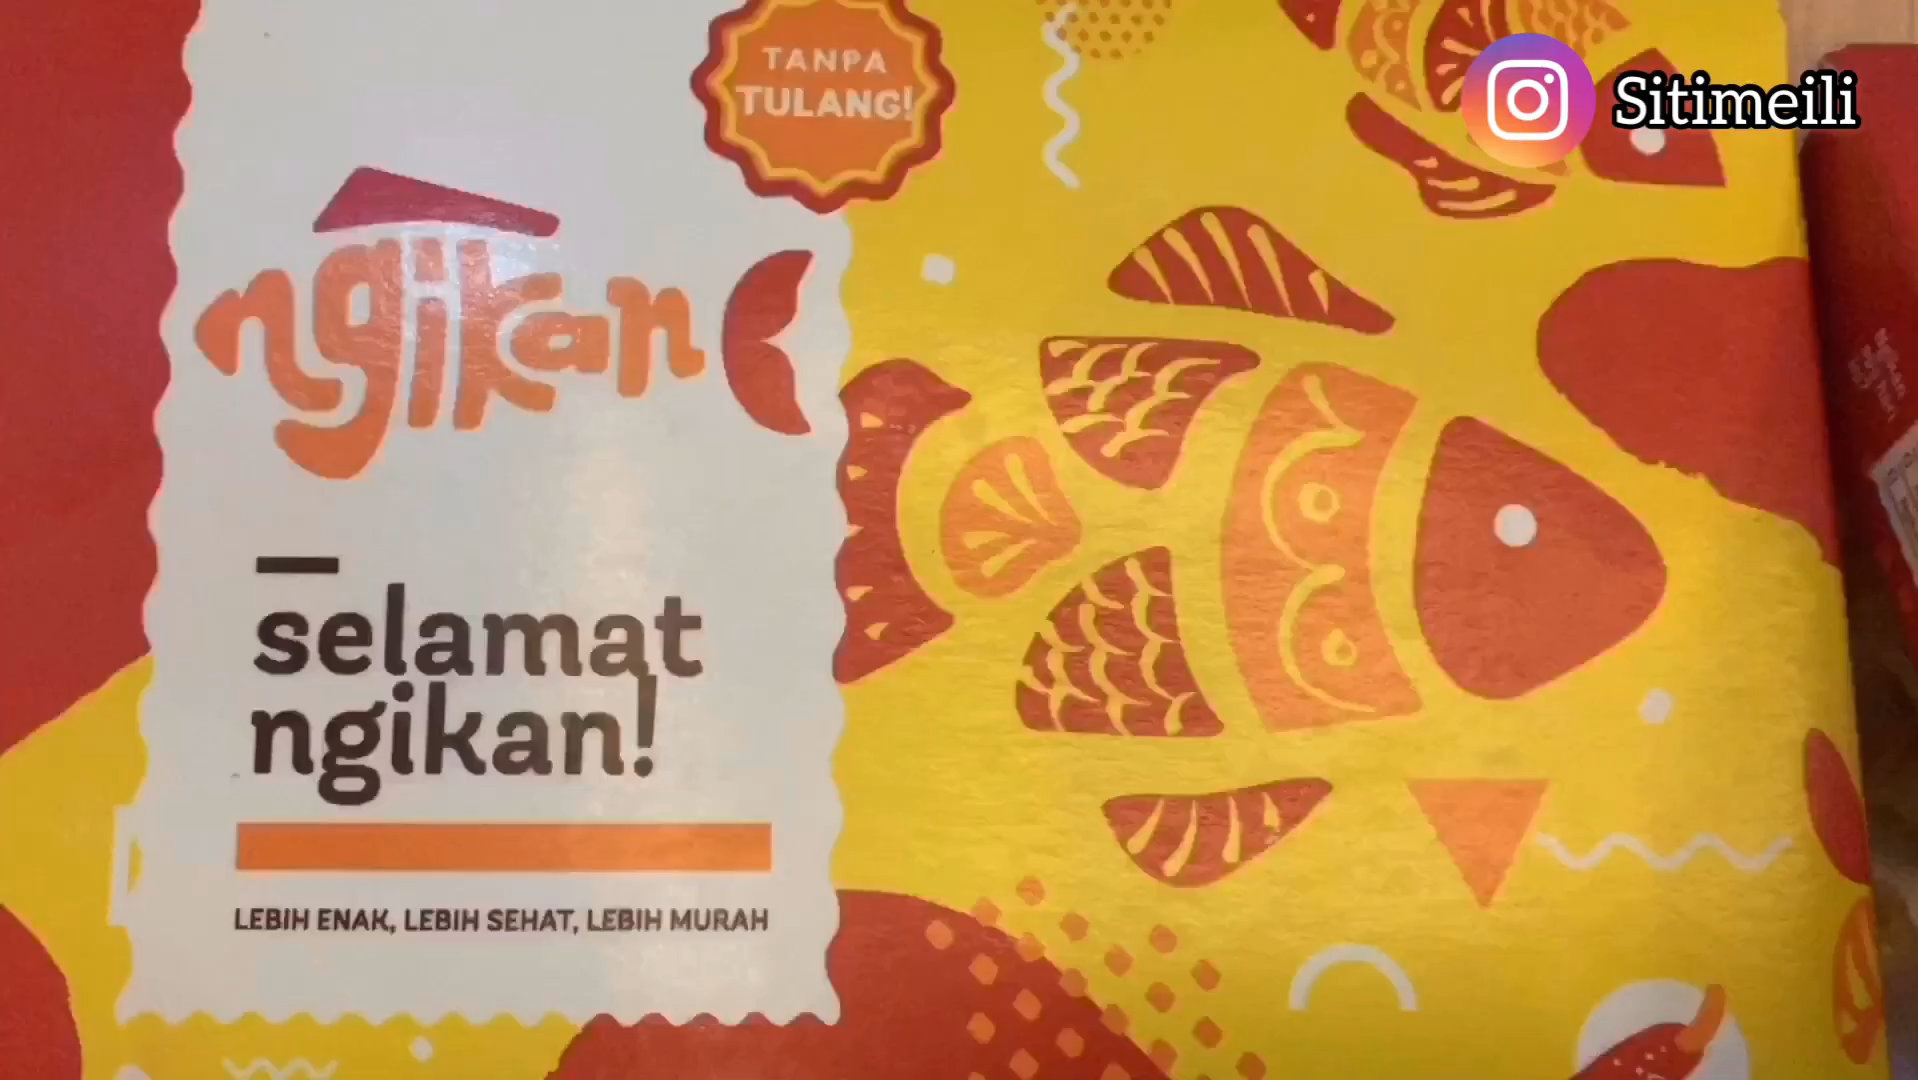 TANPA
TULANG!
Sitimeili
ngikan
selamat
ngikan!
LEBIH ENAK, LEBIH SEHAT, LEBIH MURAH